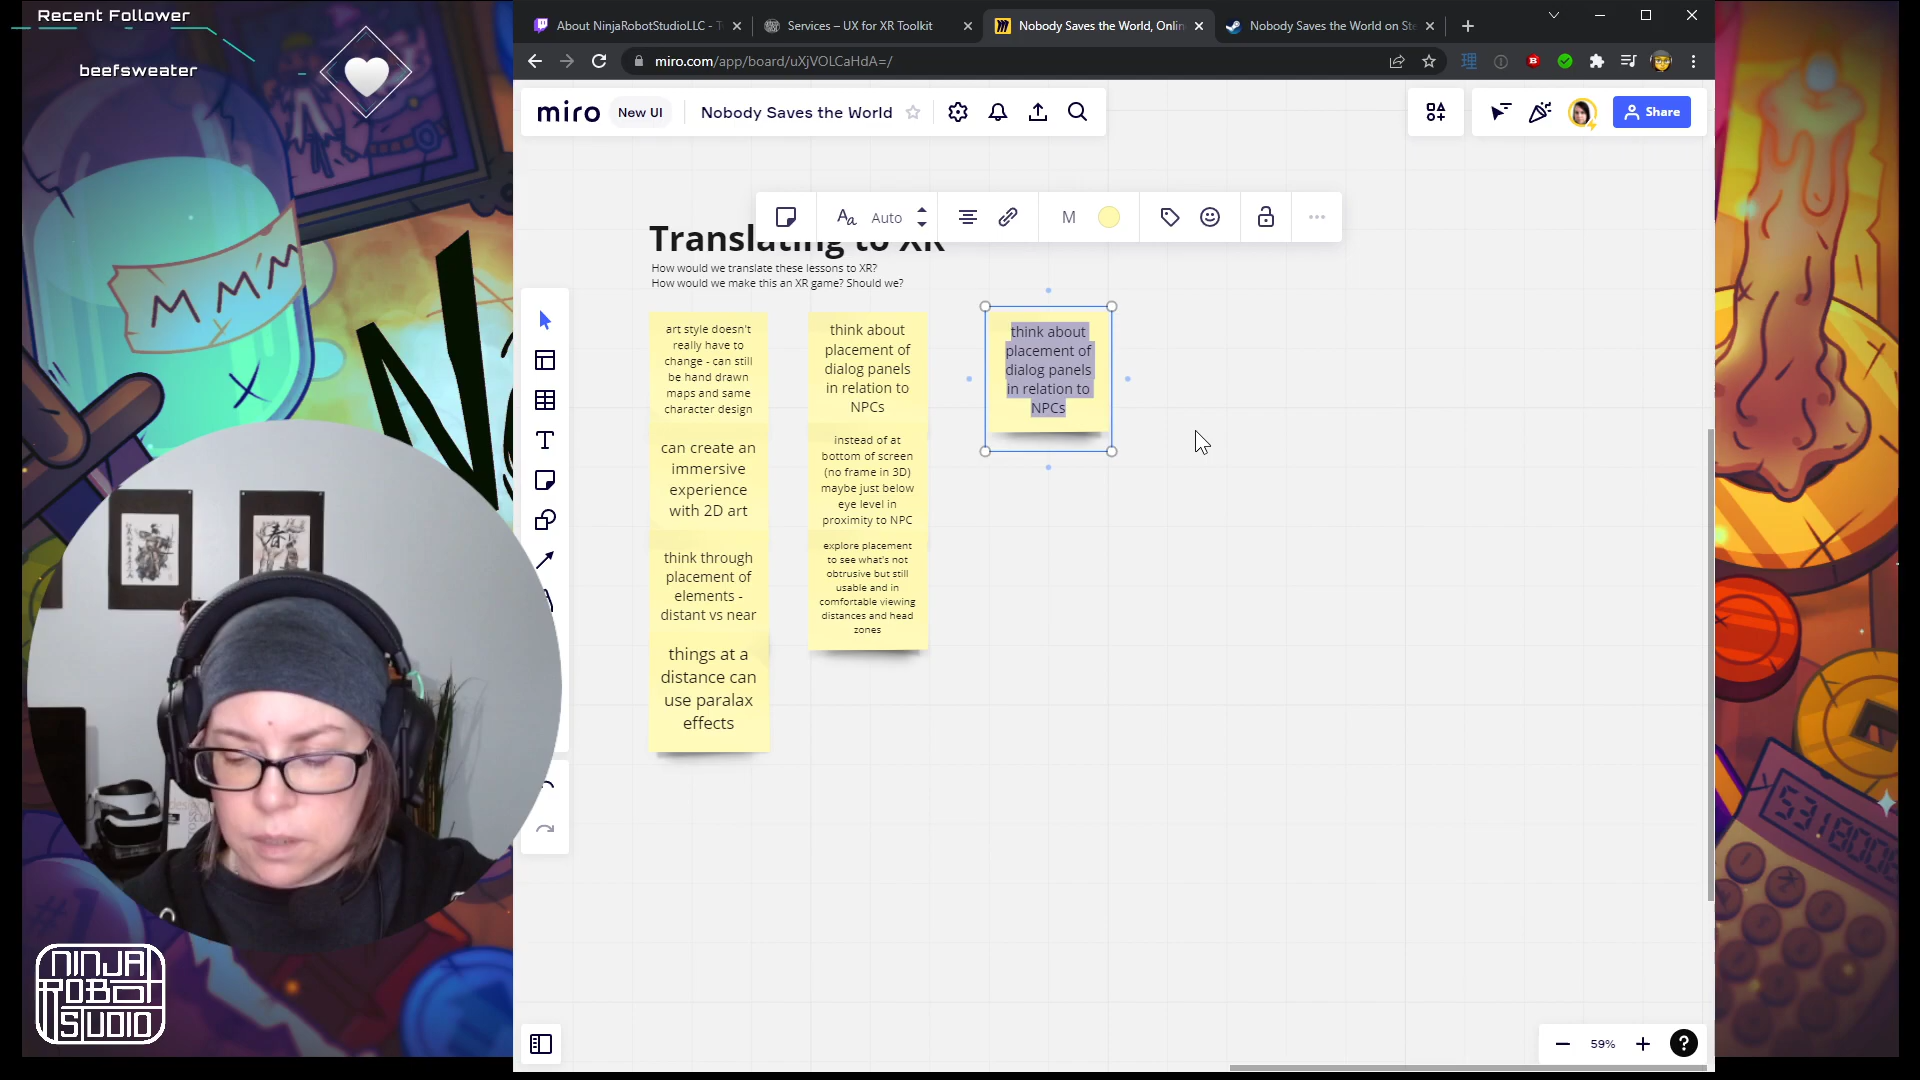 Recent Follower
beefsweater
MMM
NINJA
ROBOT
STUDIO
About NinjaRobotStudioLLC - T
Services – UX for XR Toolkit
Nobody Saves the World, Onlin
Nobody Saves the World on Ste
miro.com/app/board/uXjVOLCaHdA=/
miro
New UI
Nobody Saves the World
Share
Aa
Auto
M
Translating to XR
How would we translate these lessons to XR?
How would we make this an XR game? Should we?
art style doesn't
really have to
change - can still
be hand drawn
maps and same
character design
can create an
immersive
experience
with 2D art
think through
placement of
elements -
distant vs near
things at a
distance can
use paralax
effects
think about
placement of
dialog panels
in relation to
NPCs
instead of at
bottom of screen
(no frame in 3D)
maybe just below
eye level in
proximity to NPC
explore placement
to see what's not
obtrusive but still
usable and in
comfortable viewing
distances and head
zones
think about
placement of
dialog panels
in relation to
NPCs
59%
?
5318008